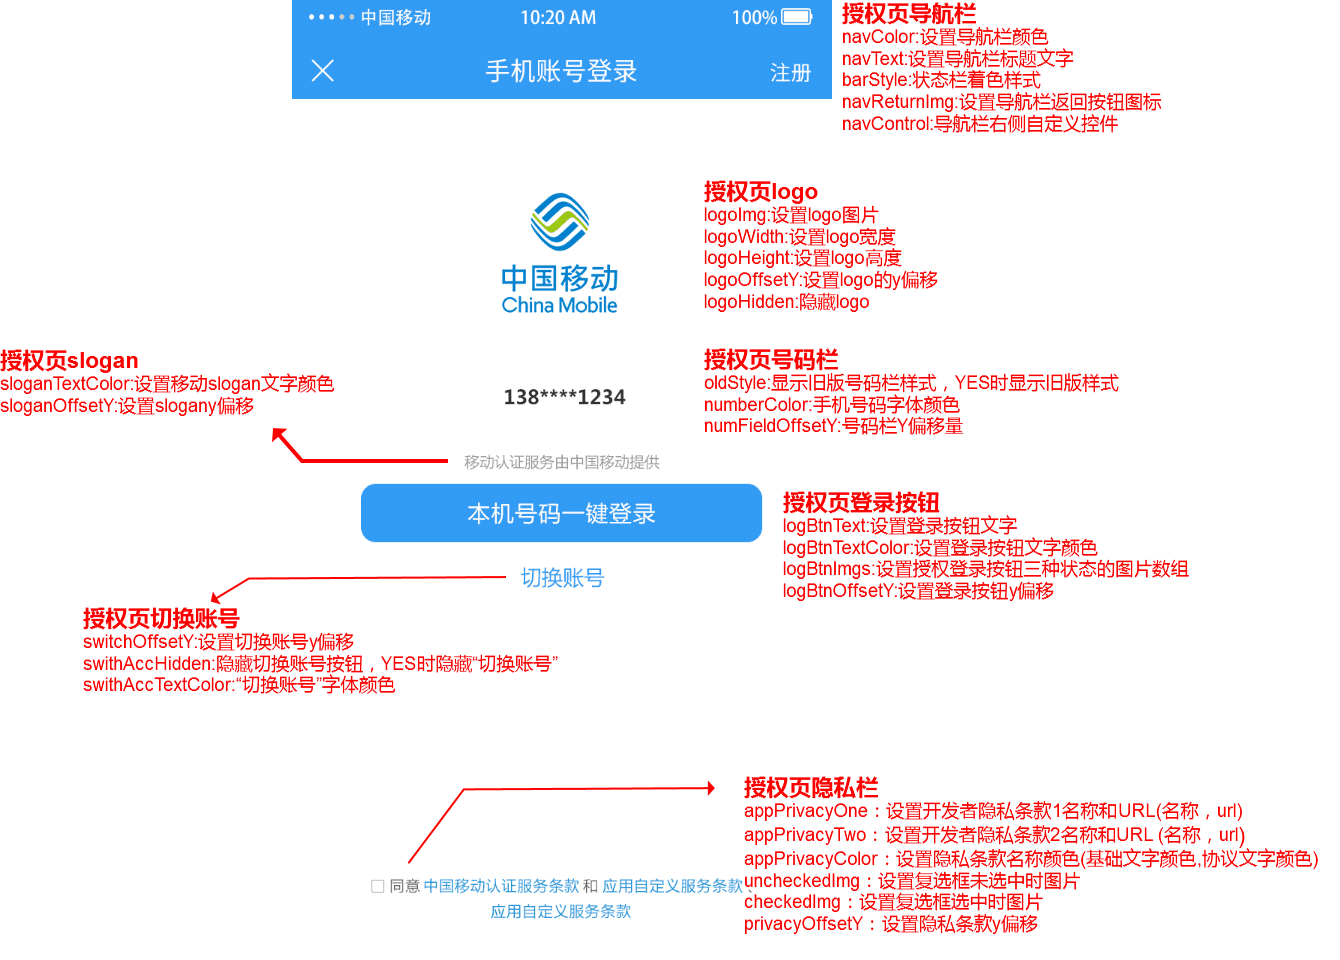 中国移动 10:20 AM 100%
手机账号登录 注册
授权页导航栏
navColor:设置导航栏颜色
navText:设置导航栏标题文字
barStyle:状态栏着色样式
navReturnImg:设置导航栏返回按钮图标
navControl:导航栏右侧自定义控件
中国移动
China Mobile
授权页logo
logoImg:设置logo图片
logoWidth:设置logo宽度
logoHeight:设置logo高度
logoOffsetY:设置logo的y偏移
logoHidden:隐藏logo
授权页slogan
sloganTextColor:设置移动slogan文字颜色
sloganOffsetY:设置slogany偏移
138****1234
授权页号码栏
oldStyle:显示旧版号码栏样式，YES时显示旧版样式
numberColor:手机号码字体颜色
numFieldOffsetY:号码栏Y偏移量
移动认证服务由中国移动提供
本机号码一键登录
授权页登录按钮
logBtnText:设置登录按钮文字
logBtnTextColor:设置登录按钮文字颜色
logBtnImgs:设置授权登录按钮三种状态的图片数组
logBtnOffsetY:设置登录按钮y偏移
切换账号
授权页切换账号
switchOffsetY:设置切换账号y偏移
swithAccHidden:隐藏切换账号按钮，YES时隐藏“切换账号”
swithAccTextColor:“切换账号”字体颜色
授权页隐私栏
appPrivacyOne：设置开发者隐私条款1名称和URL(名称，url)
appPrivacyTwo：设置开发者隐私条款2名称和URL (名称，url)
appPrivacyColor：设置隐私条款名称颜色(基础文字颜色,协议文字颜色)
uncheckedImg：设置复选框未选中时图片
checkedImg：设置复选框选中时图片
privacyOffsetY：设置隐私条款y偏移
同意 中国移动认证服务条款 和 应用自定义服务条款、
应用自定义服务条款